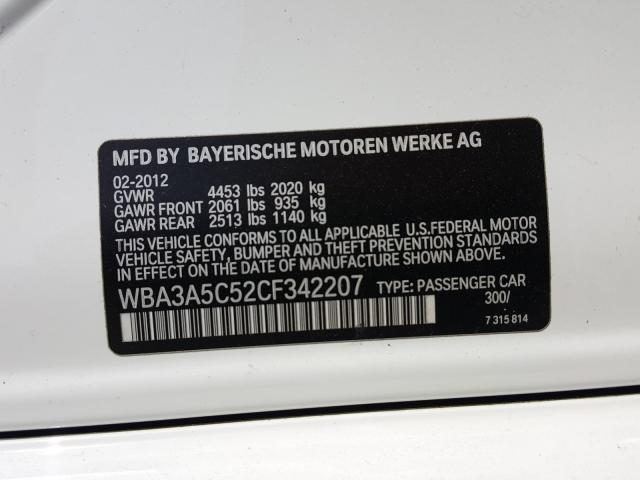 MFD BY BAYERISCHE MOTOREN WERKE AG
02-2012
GVWR 4453 lbs 2020 kg
GAWR FRONT 2061 lbs 935 kg
GAWR REAR 2513 lbs 1140 kg
THIS VEHICLE CONFORMS TO ALL APPLICABLE U.S.FEDERAL MOTOR
VEHICLE SAFETY, BUMPER AND THEFT PREVENTION STANDARDS
IN EFFECT ON THE DATE OF MANUFACTURE SHOWN ABOVE.
WBA3A5C52CF342207 TYPE: PASSENGER CAR
300/
7 315 814